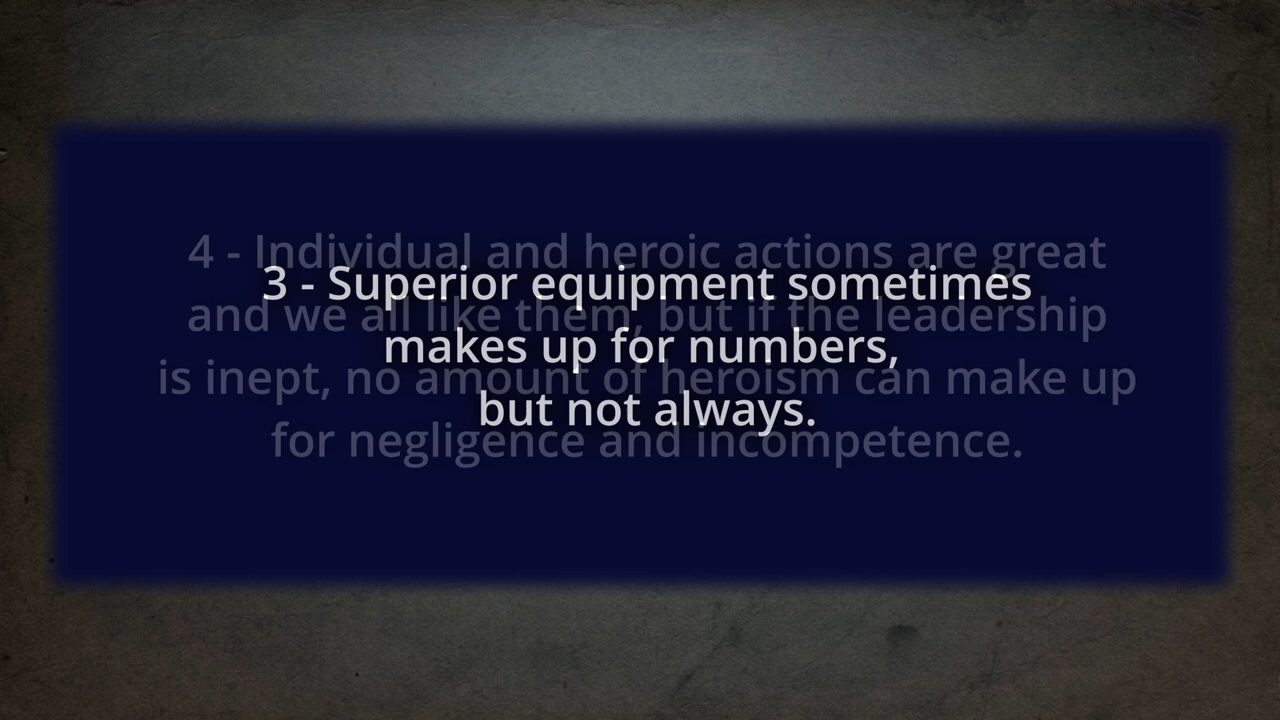 4 - Individual and heroic actions are great
3 - Superior equipment sometimes
and we all like them, but if the leadership
makes up for numbers,
is inept, no amount of heroism can make up
but not always.
for negligence and incompetence.